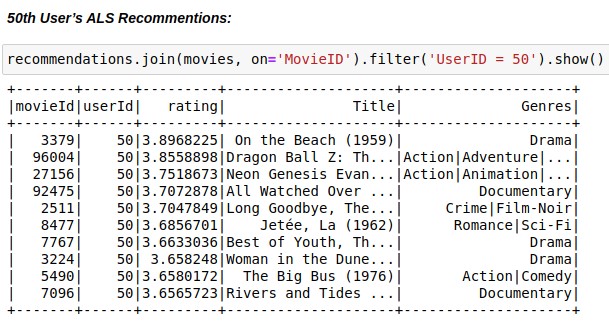 50th User’s ALS Recommentions:
recommendations.join(movies, on='MovieID').filter('UserID = 50').show()
+-------+------+---------+--------------------+--------------------+
|movieId|userId|   rating|               Title|              Genres|
+-------+------+---------+--------------------+--------------------+
|   3379|    50|3.8968225| On the Beach (1959)|               Drama|
|  96004|    50|3.8558898|Dragon Ball Z: Th...|Action|Adventure|...|
|  27156|    50|3.7518673|Neon Genesis Evan...|Action|Animation|...|
|  92475|    50|3.7072878|All Watched Over ...|         Documentary|
|   2511|    50|3.7047849|Long Goodbye, The...|     Crime|Film-Noir|
|   8477|    50|3.6856701|    Jetée, La (1962)|      Romance|Sci-Fi|
|   7767|    50|3.6633036|Best of Youth, Th...|               Drama|
|   3224|    50| 3.658248|Woman in the Dune...|               Drama|
|   5490|    50|3.6580172|  The Big Bus (1976)|       Action|Comedy|
|   7096|    50|3.6565723|Rivers and Tides ...|         Documentary|
+-------+------+---------+--------------------+--------------------+